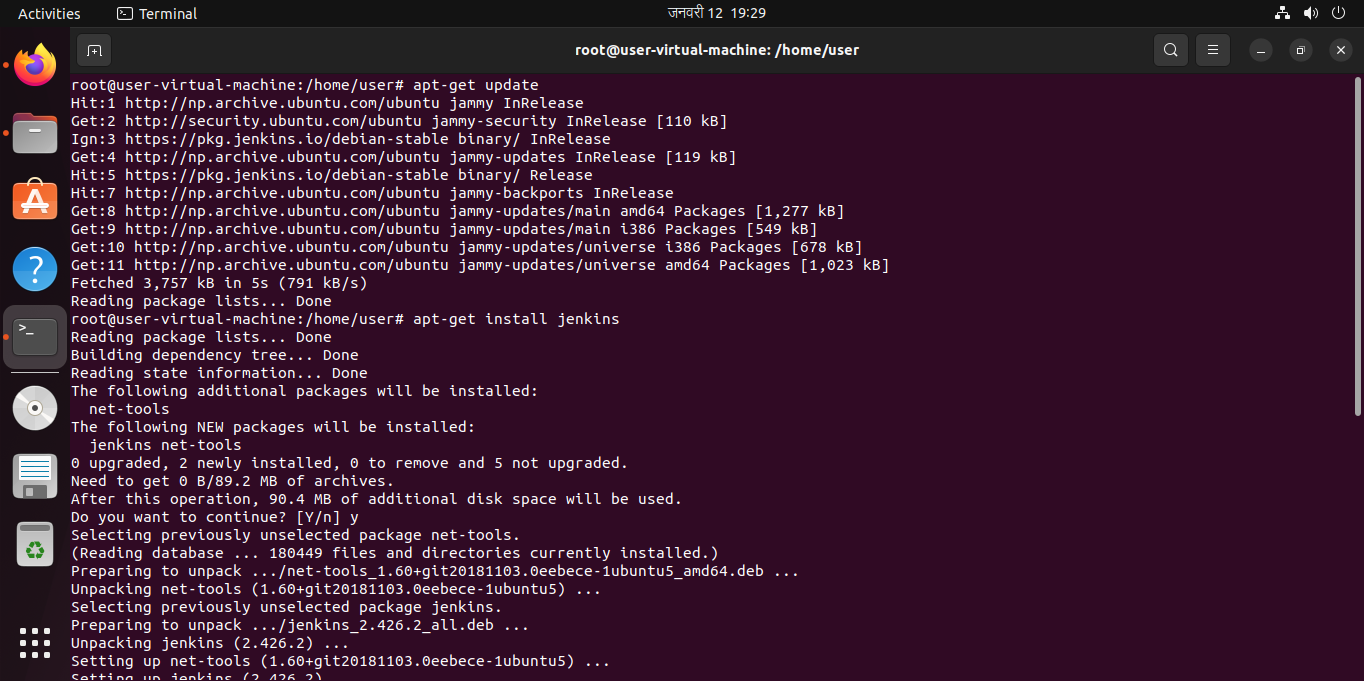 Activities
Terminal
जनवरी 12 19:29
root@user-virtual-machine: /home/user
root@user-virtual-machine:/home/user# apt-get update
Hit:1 http://np.archive.ubuntu.com/ubuntu jammy InRelease
Get:2 http://security.ubuntu.com/ubuntu jammy-security InRelease [110 kB]
Ign:3 https://pkg.jenkins.io/debian-stable binary/ InRelease
Get:4 http://np.archive.ubuntu.com/ubuntu jammy-updates InRelease [119 kB]
Hit:5 https://pkg.jenkins.io/debian-stable binary/ Release
Hit:7 http://np.archive.ubuntu.com/ubuntu jammy-backports InRelease
Get:8 http://np.archive.ubuntu.com/ubuntu jammy-updates/main amd64 Packages [1,277 kB]
Get:9 http://np.archive.ubuntu.com/ubuntu jammy-updates/main i386 Packages [549 kB]
Get:10 http://np.archive.ubuntu.com/ubuntu jammy-updates/universe i386 Packages [678 kB]
Get:11 http://np.archive.ubuntu.com/ubuntu jammy-updates/universe amd64 Packages [1,023 kB]
Fetched 3,757 kB in 5s (791 kB/s)
Reading package lists... Done
root@user-virtual-machine:/home/user# apt-get install jenkins
Reading package lists... Done
Building dependency tree... Done
Reading state information... Done
The following additional packages will be installed:
  net-tools
The following NEW packages will be installed:
  jenkins net-tools
0 upgraded, 2 newly installed, 0 to remove and 5 not upgraded.
Need to get 0 B/89.2 MB of archives.
After this operation, 90.4 MB of additional disk space will be used.
Do you want to continue? [Y/n] y
Selecting previously unselected package net-tools.
(Reading database ... 180449 files and directories currently installed.)
Preparing to unpack .../net-tools_1.60+git20181103.0eebece-1ubuntu5_amd64.deb ...
Unpacking net-tools (1.60+git20181103.0eebece-1ubuntu5) ...
Selecting previously unselected package jenkins.
Preparing to unpack .../jenkins_2.426.2_all.deb ...
Unpacking jenkins (2.426.2) ...
Setting up net-tools (1.60+git20181103.0eebece-1ubuntu5) ...
Setting up jenkins (2.426.2)